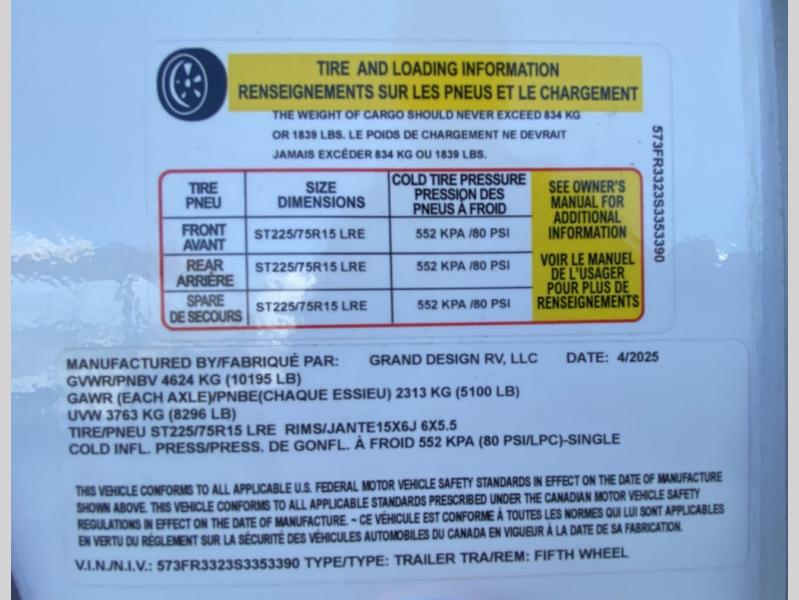 TIRE AND LOADING INFORMATION
RENSEIGNEMENTS SUR LES PNEUS ET LE CHARGEMENT
THE WEIGHT OF CARGO SHOULD NEVER EXCEED 834 KG
OR 1839 LBS. LE POIDS DE CHARGEMENT NE DEVRAIT
JAMAIS EXCÉDER 834 KG OU 1839 LBS.
TIRE
PNEU
SIZE
DIMENSIONS
COLD TIRE PRESSURE
PRESSION DES
PNEUS À FROID
FRONT
AVANT
ST225/75R15 LRE
552 KPA /80 PSI
REAR
ARRIÈRE
ST225/75R15 LRE
552 KPA /80 PSI
SPARE
DE SECOURS
ST225/75R15 LRE
552 KPA /80 PSI
SEE OWNER'S
MANUAL FOR
ADDITIONAL
INFORMATION
VOIR LE MANUEL
DE L'USAGER
POUR PLUS DE
RENSEIGNEMENTS
573FR3323S3353390
MANUFACTURED BY/FABRIQUÉ PAR: GRAND DESIGN RV, LLC DATE: 4/2025
GVWR/PNBV 4624 KG (10195 LB)
GAWR (EACH AXLE)/PNBE(CHAQUE ESSIEU) 2313 KG (5100 LB)
UVW 3763 KG (8296 LB)
TIRE/PNEU ST225/75R15 LRE RIMS/JANTE15X6J 6X5.5
COLD INFL. PRESS/PRESS. DE GONFL. À FROID 552 KPA (80 PSI/LPC)-SINGLE
THIS VEHICLE CONFORMS TO ALL APPLICABLE U.S. FEDERAL MOTOR VEHICLE SAFETY STANDARDS IN EFFECT ON THE DATE OF MANUFACTURE
SHOWN ABOVE. THIS VEHICLE CONFORMS TO ALL APPLICABLE STANDARDS PRESCRIBED UNDER THE CANADIAN MOTOR VEHICLE SAFETY
REGULATIONS IN EFFECT ON THE DATE OF MANUFACTURE. ~ CE VÉHICULE EST CONFORME À TOUTES LES NORMES QUI LUI SONT APPLICABLES
EN VERTU DU RÉGLEMENT SUR LA SÉCURITÉ DES VÉHICULES AUTOMOBILES DU CANADA EN VIGUEUR À LA DATE DE SA FABRICATION.
V.I.N./N.I.V.: 573FR3323S3353390 TYPE/TYPE: TRAILER TRA/REM: FIFTH WHEEL